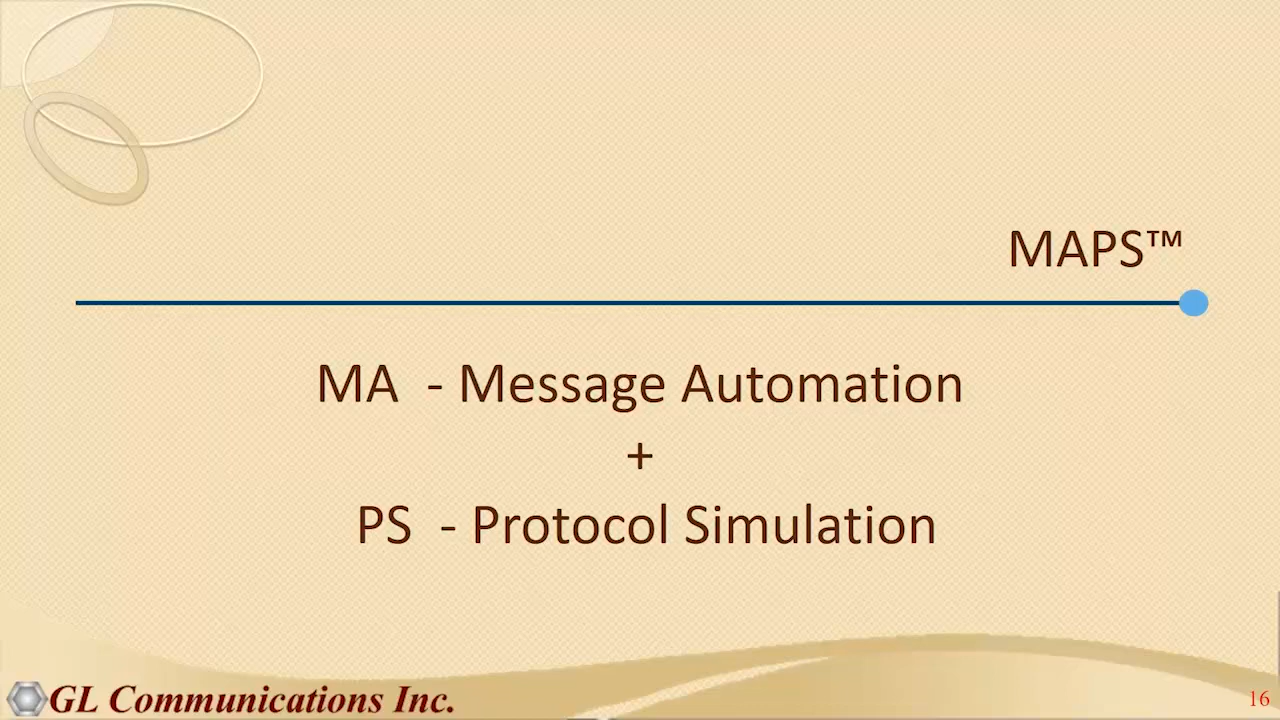 MAPS™
MA - Message Automation
+
PS - Protocol Simulation
GL Communications Inc.
16